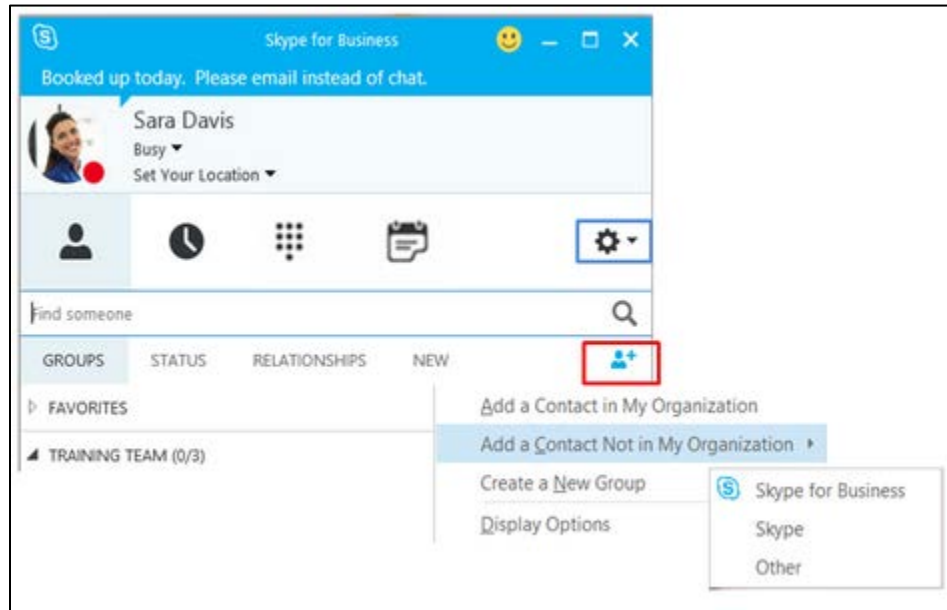 Skype for Business
Booked up today. Please email instead of chat.
Sara Davis
Busy
Set Your Location
Find someone
GROUPS STATUS RELATIONSHIPS NEW
FAVORITES
TRAINING TEAM (0/3)
Add a Contact in My Organization
Add a Contact Not in My Organization
Create a New Group
Display Options
Skype for Business
Skype
Other